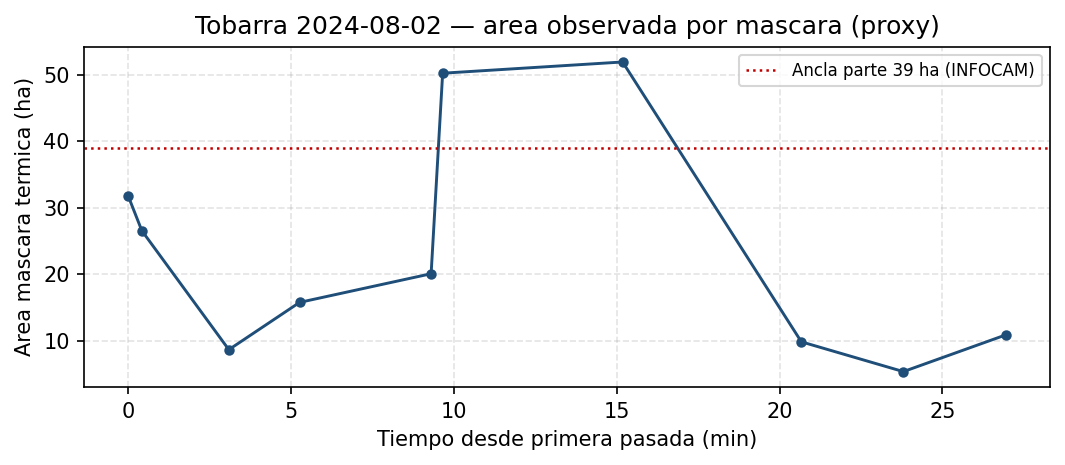 Tobarra 2024-08-02 — area observada por mascara (proxy)
Ancla parte 39 ha (INFOCAM)
Area mascara termica (ha)
50
40
30
20
10
0 5 10 15 20 25
Tiempo desde primera pasada (min)